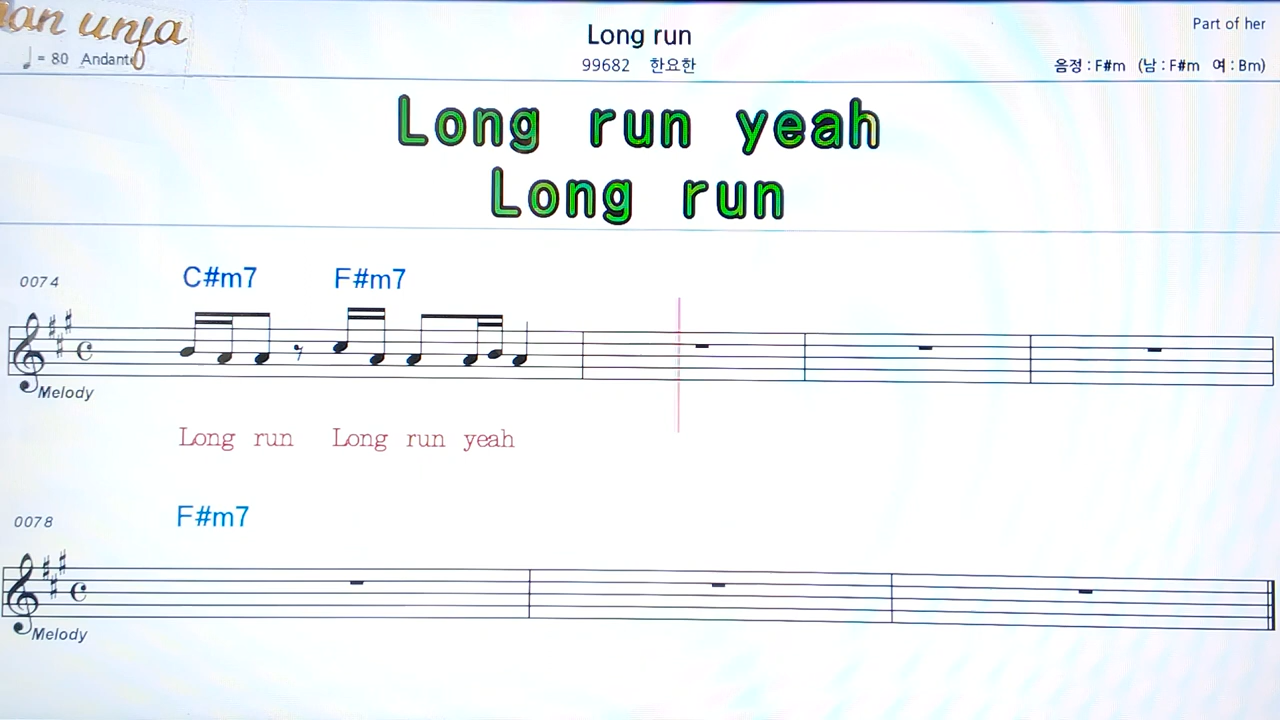 unja
♩ = 80 Andante
Long run
99682 한요한
Part of her
음정 : F#m (남 : F#m 여 : Bm)
Long run yeah
Long run
0074
C#m7 F#m7
Melody
Long run Long run yeah
0078
F#m7
Melody